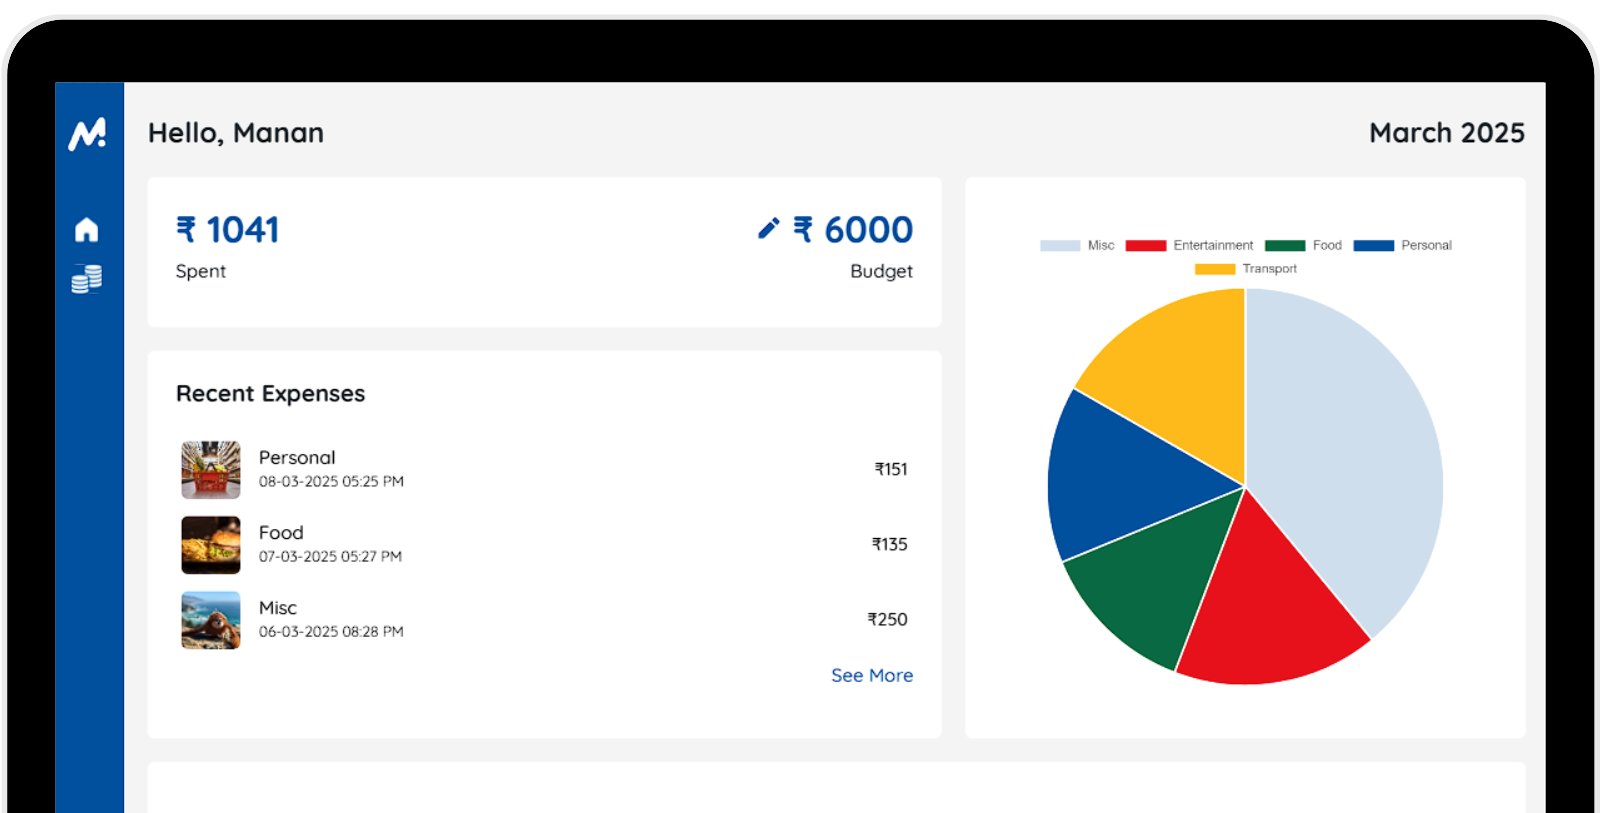 Hello, Manan
March 2025
₹ 1041
₹ 6000
Spent
Budget
Recent Expenses
Personal
08-03-2025 05:25 PM
₹151
Food
07-03-2025 05:27 PM
₹135
Misc
06-03-2025 08:28 PM
₹250
See More
Misc Entertainment Food Personal
Transport